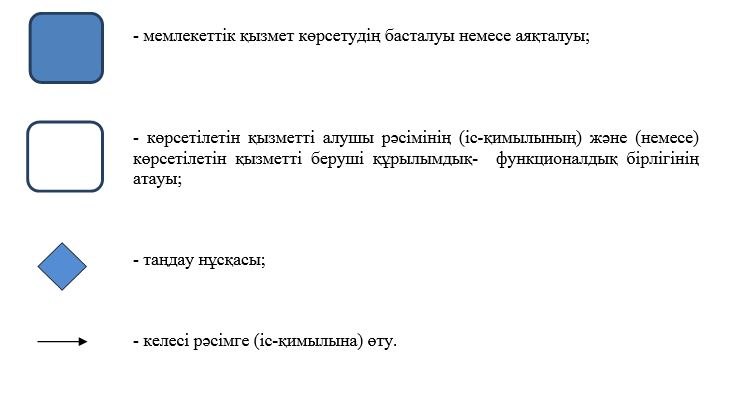 - мемлекеттік қызмет көрсетудің басталуы немесе аяқталуы;
- көрсетілетін қызметті алушы рәсімінің (іс-қимылының) және (немесе)
көрсетілетін қызметті беруші құрылымдық- функционалдық бірлігінің
атауы;
- таңдау нұсқасы;
- келесі рәсімге (іс-қимылына) өту.